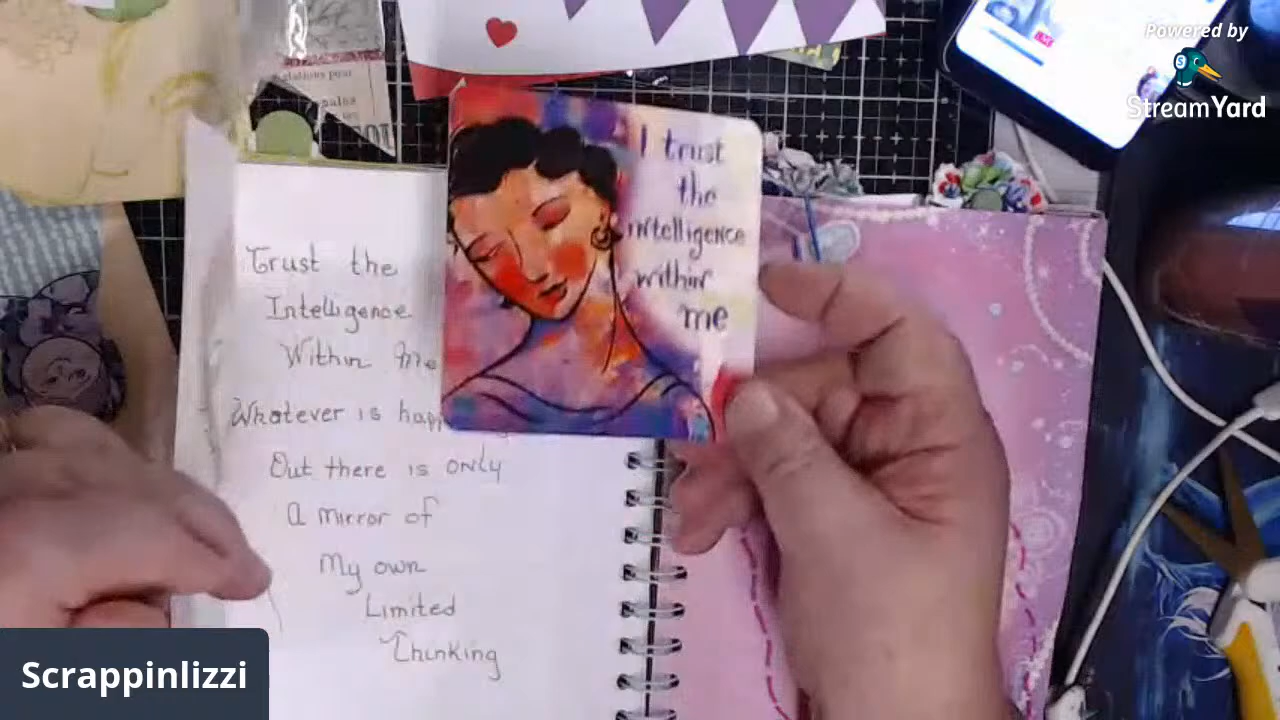 Powered by
StreamYard
LIVE
I trust
the
intelligence
within
me
Trust the
Intelligence
Within Me
Whatever is
Out there is only
a mirror of
My own
Limited
Thinking
Scrappinlizzi